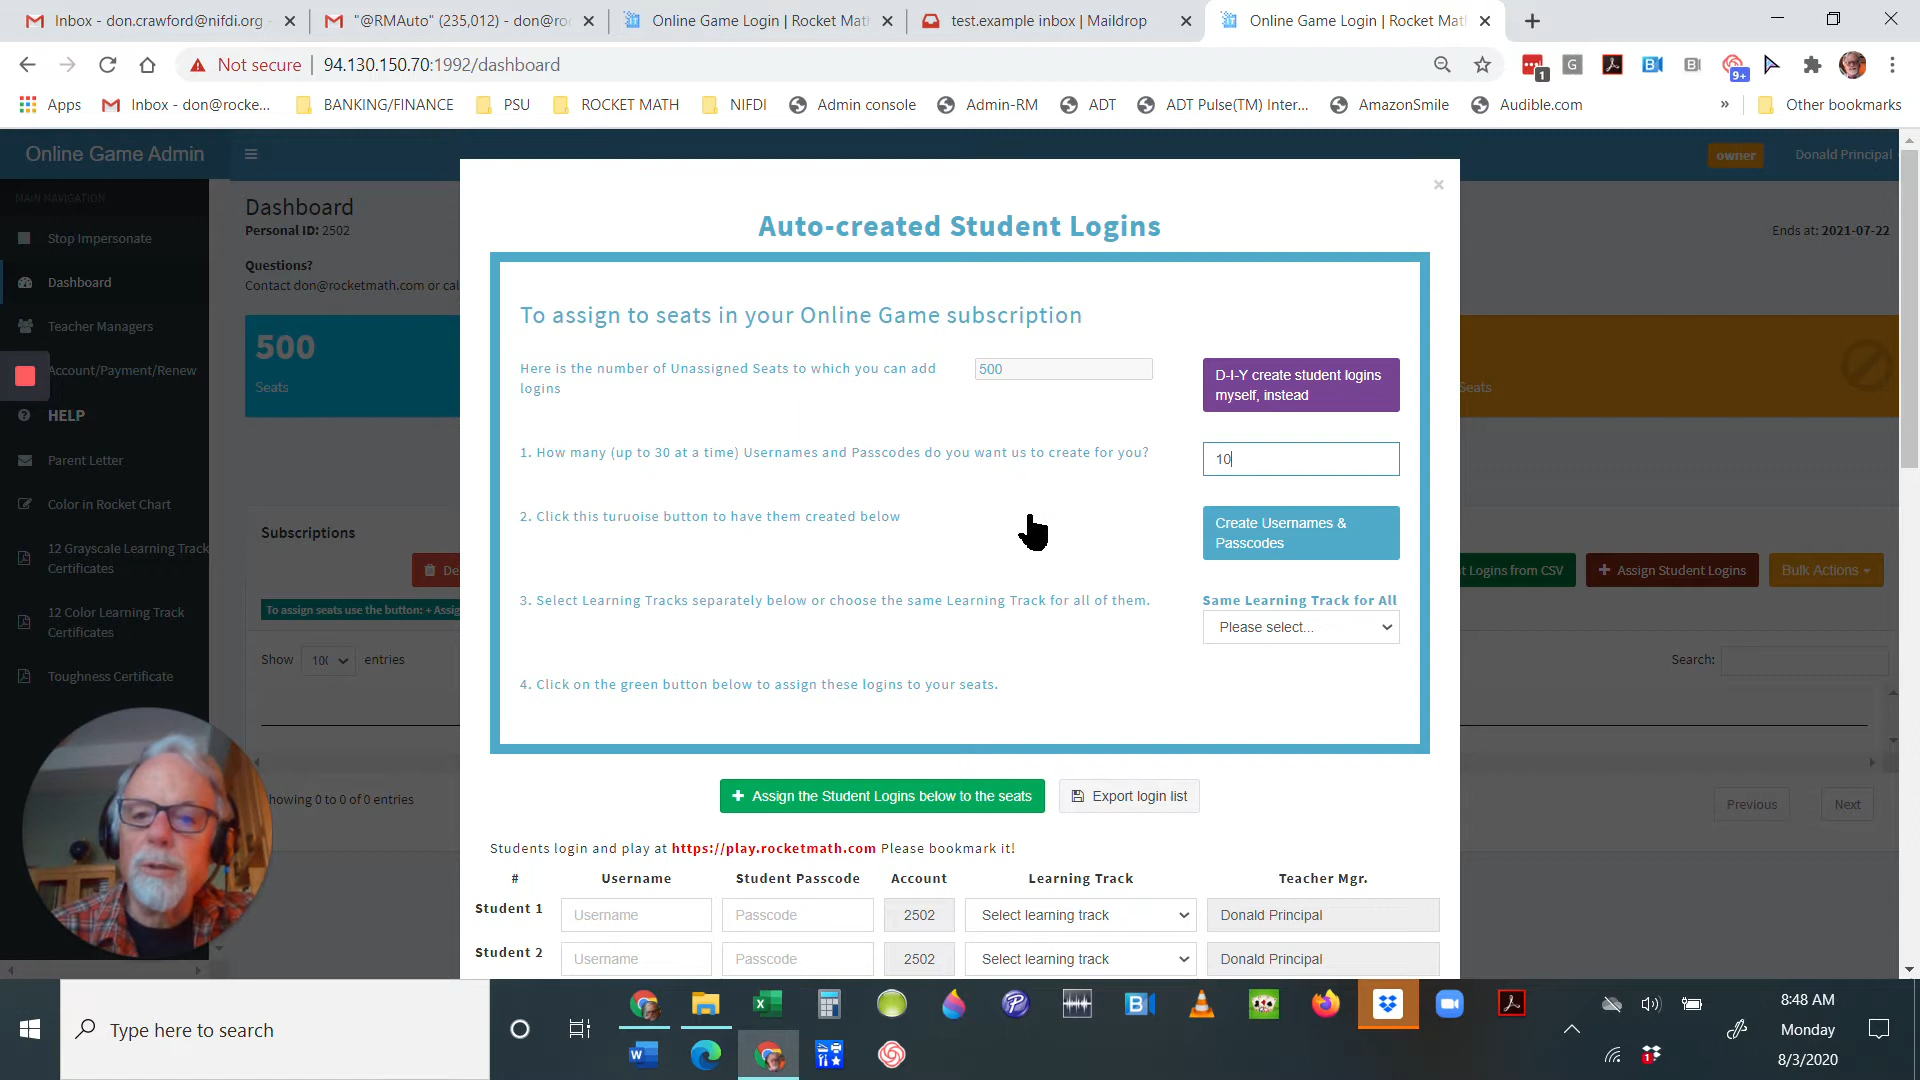 Inbox - don.crawford@nifdi.org -
"@RMAuto" (235,012) - don@ro
Online Game Login | Rocket Mat
test.example inbox | Maildrop
Online Game Login | Rocket Mat
Not secure
94.130.150.70:1992/dashboard
1
G
9+
Apps
Inbox - don@rocke...
BANKING/FINANCE
PSU
ROCKET MATH
NIFDI
Admin console
Admin-RM
ADT
ADT Pulse(TM) Inter...
AmazonSmile
Audible.com
»
Other bookmarks
Online Game Admin
owner
Donald Principal
MAIN NAVIGATION
Stop Impersonate
Dashboard
Teacher Managers
Account/Payment/Renew
HELP
Parent Letter
Color in Rocket Chart
12 Grayscale Learning Track
Certificates
12 Color Learning Track
Certificates
Toughness Certificate
Dashboard
Personal ID: 2502
Questions?
Contact don@rocketmath.com or cal
500
Seats
Ends at: 2021-07-22
Seats
Subscriptions
De
t Logins from CSV
+ Assign Student Logins
Bulk Actions
To assign seats use the button: + Assig
Show 100 entries
Search:
Showing 0 to 0 of 0 entries
Previous
Next
×
Auto-created Student Logins
To assign to seats in your Online Game subscription
Here is the number of Unassigned Seats to which you can add
logins
500
D-I-Y create student logins
myself, instead
1. How many (up to 30 at a time) Usernames and Passcodes do you want us to create for you?
10
2. Click this turuoise button to have them created below
Create Usernames &
Passcodes
3. Select Learning Tracks separately below or choose the same Learning Track for all of them.
Same Learning Track for All
Please select...
4. Click on the green button below to assign these logins to your seats.
+ Assign the Student Logins below to the seats
Export login list
Students login and play at https://play.rocketmath.com Please bookmark it!
# Username Student Passcode Account Learning Track Teacher Mgr.
Student 1 Username Passcode 2502 Select learning track Donald Principal
Student 2 Username Passcode 2502 Select learning track Donald Principal
Type here to search
8:48 AM
Monday
8/3/2020